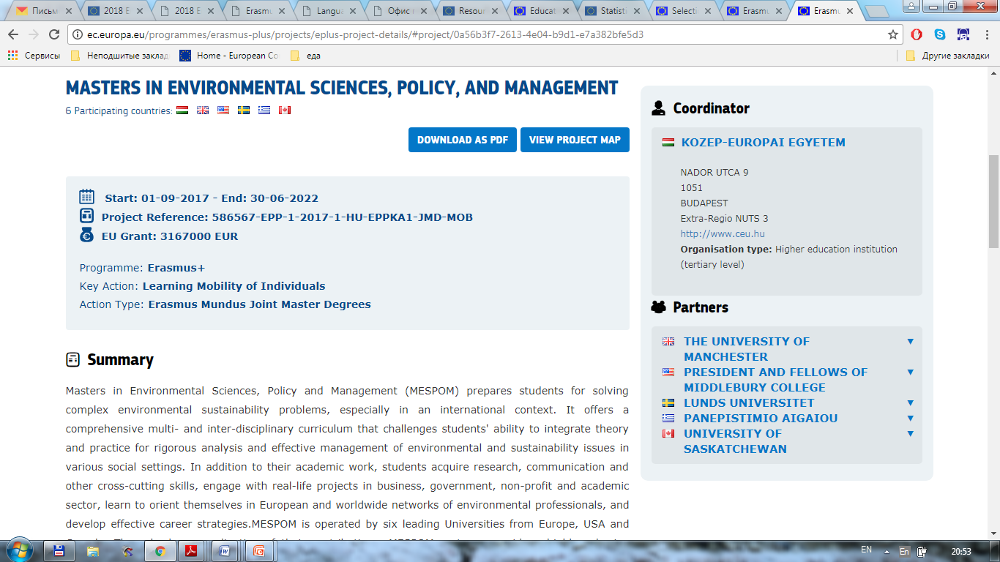 Письмо
2018 E
2018 E
Erasmu
Langua
Офис
Resour
Educat
Statist
Selecti
Erasmu
Erasmu
ec.europa.eu/programmes/erasmus-plus/projects/eplus-project-details/#project/0a56b3f7-2613-4e04-b9d1-e7a382bfe5d3
Сервисы
Неподшитые заклад
Home - European Co
еда
Другие закладки
MASTERS IN ENVIRONMENTAL SCIENCES, POLICY, AND MANAGEMENT
6 Participating countries:
DOWNLOAD AS PDF
VIEW PROJECT MAP
Start: 01-09-2017 - End: 30-06-2022
Project Reference: 586567-EPP-1-2017-1-HU-EPPKA1-JMD-MOB
EU Grant: 3167000 EUR
Programme: Erasmus+
Key Action: Learning Mobility of Individuals
Action Type: Erasmus Mundus Joint Master Degrees
Summary
Masters in Environmental Sciences, Policy and Management (MESPOM) prepares students for solving
complex environmental sustainability problems, especially in an international context. It offers a
comprehensive multi- and inter-disciplinary curriculum that challenges students' ability to integrate theory
and practice for rigorous analysis and effective management of environmental and sustainability issues in
various social settings. In addition to their academic work, students acquire research, communication and
other cross-cutting skills, engage with real-life projects in business, government, non-profit and academic
sector, learn to orient themselves in European and worldwide networks of environmental professionals, and
develop effective career strategies.MESPOM is operated by six leading Universities from Europe, USA and
Coordinator
KOZEP-EUROPAI EGYETEM
NADOR UTCA 9
1051
BUDAPEST
Extra-Regio NUTS 3
http://www.ceu.hu
Organisation type: Higher education institution
(tertiary level)
Partners
THE UNIVERSITY OF
MANCHESTER
PRESIDENT AND FELLOWS OF
MIDDLEBURY COLLEGE
LUNDS UNIVERSITET
PANEPISTIMIO AIGAIOU
UNIVERSITY OF
SASKATCHEWAN
EN
En
20:53